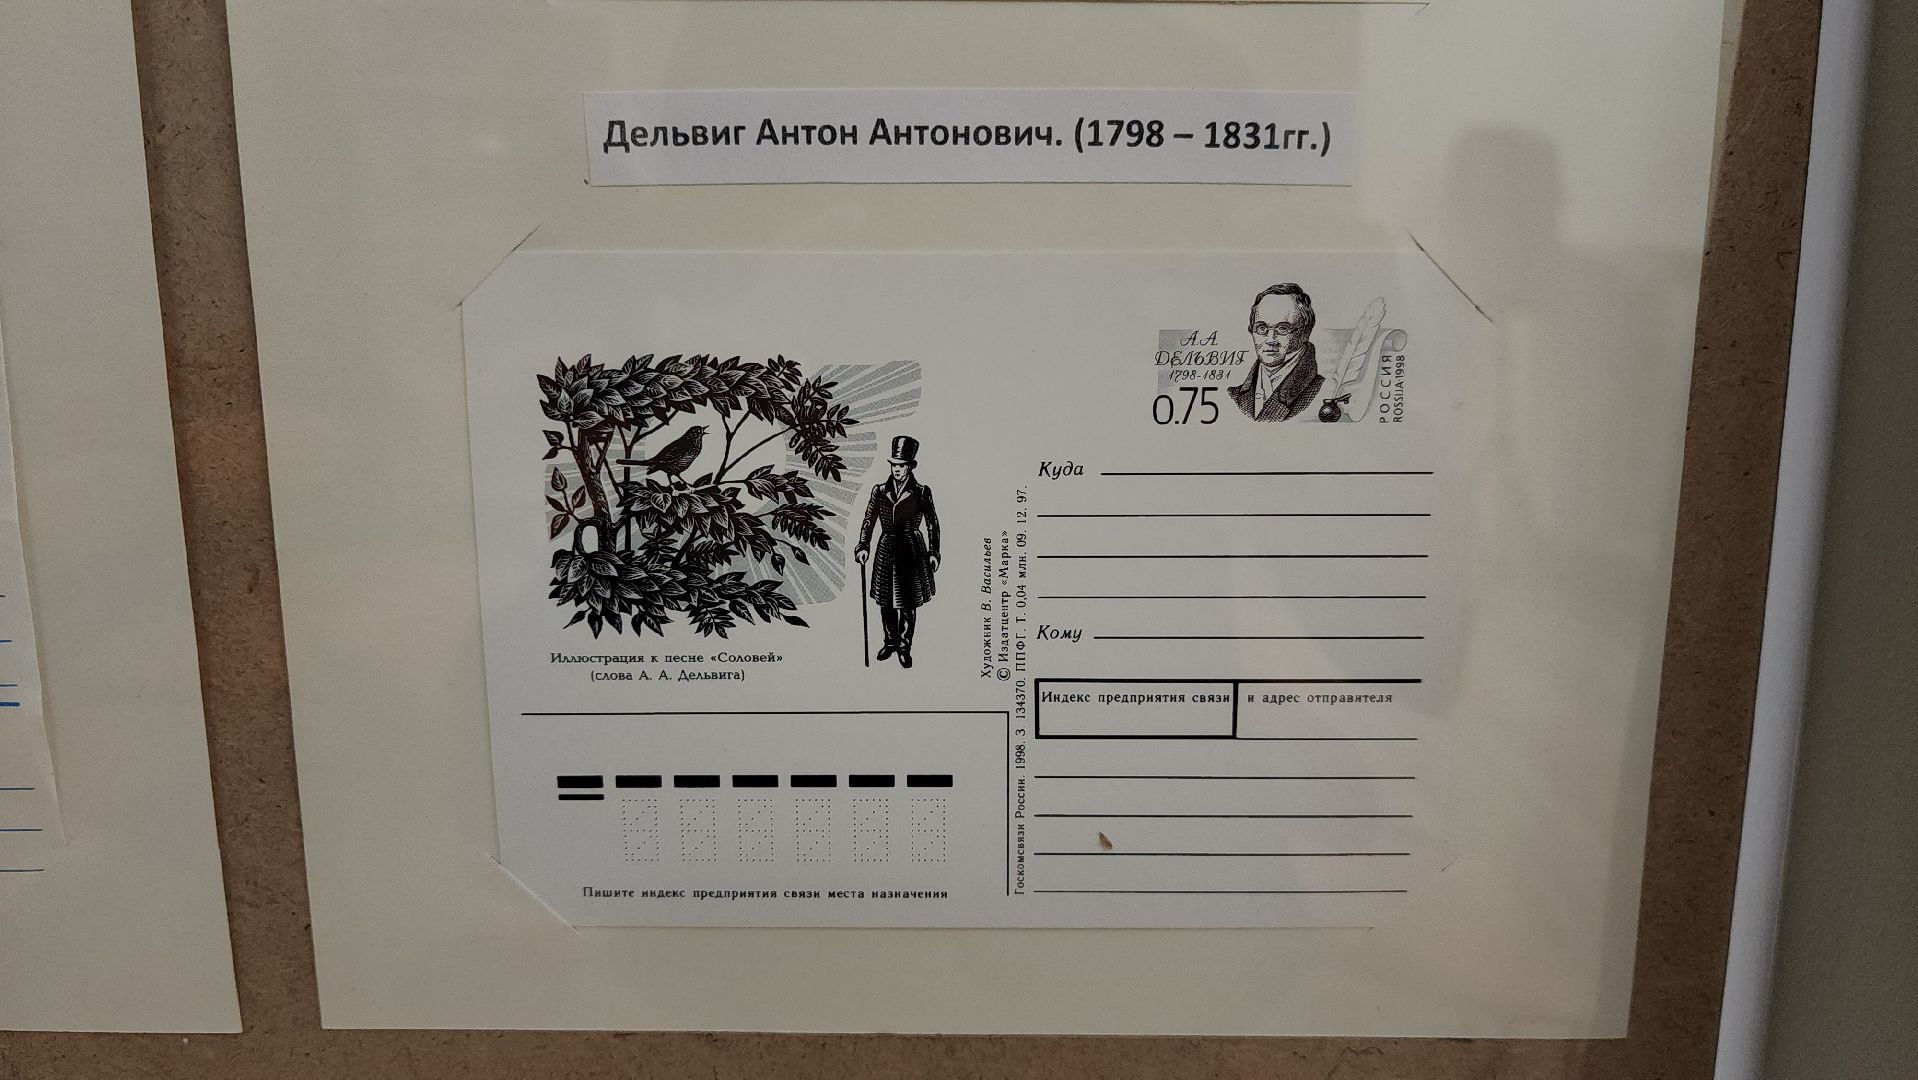 Дельвиг Антон Антонович. (1798 – 1831гг.)
А.А.
ДЕЛЬВИГ
1798-1831
0.75
РОССИЯ
ROSSIJA·1998
Иллюстрация к песне «Соловей»
(слова А. А. Дельвига)
Художник В. Васильев
© Издатцентр «Марка»
Госкомсвязи России. 1998. З. 134370. ППФГ. Т. 0,04 млн. 09. 12. 97.
Куда
Кому
Индекс предприятия связи и адрес отправителя
Пишите индекс предприятия связи места назначения